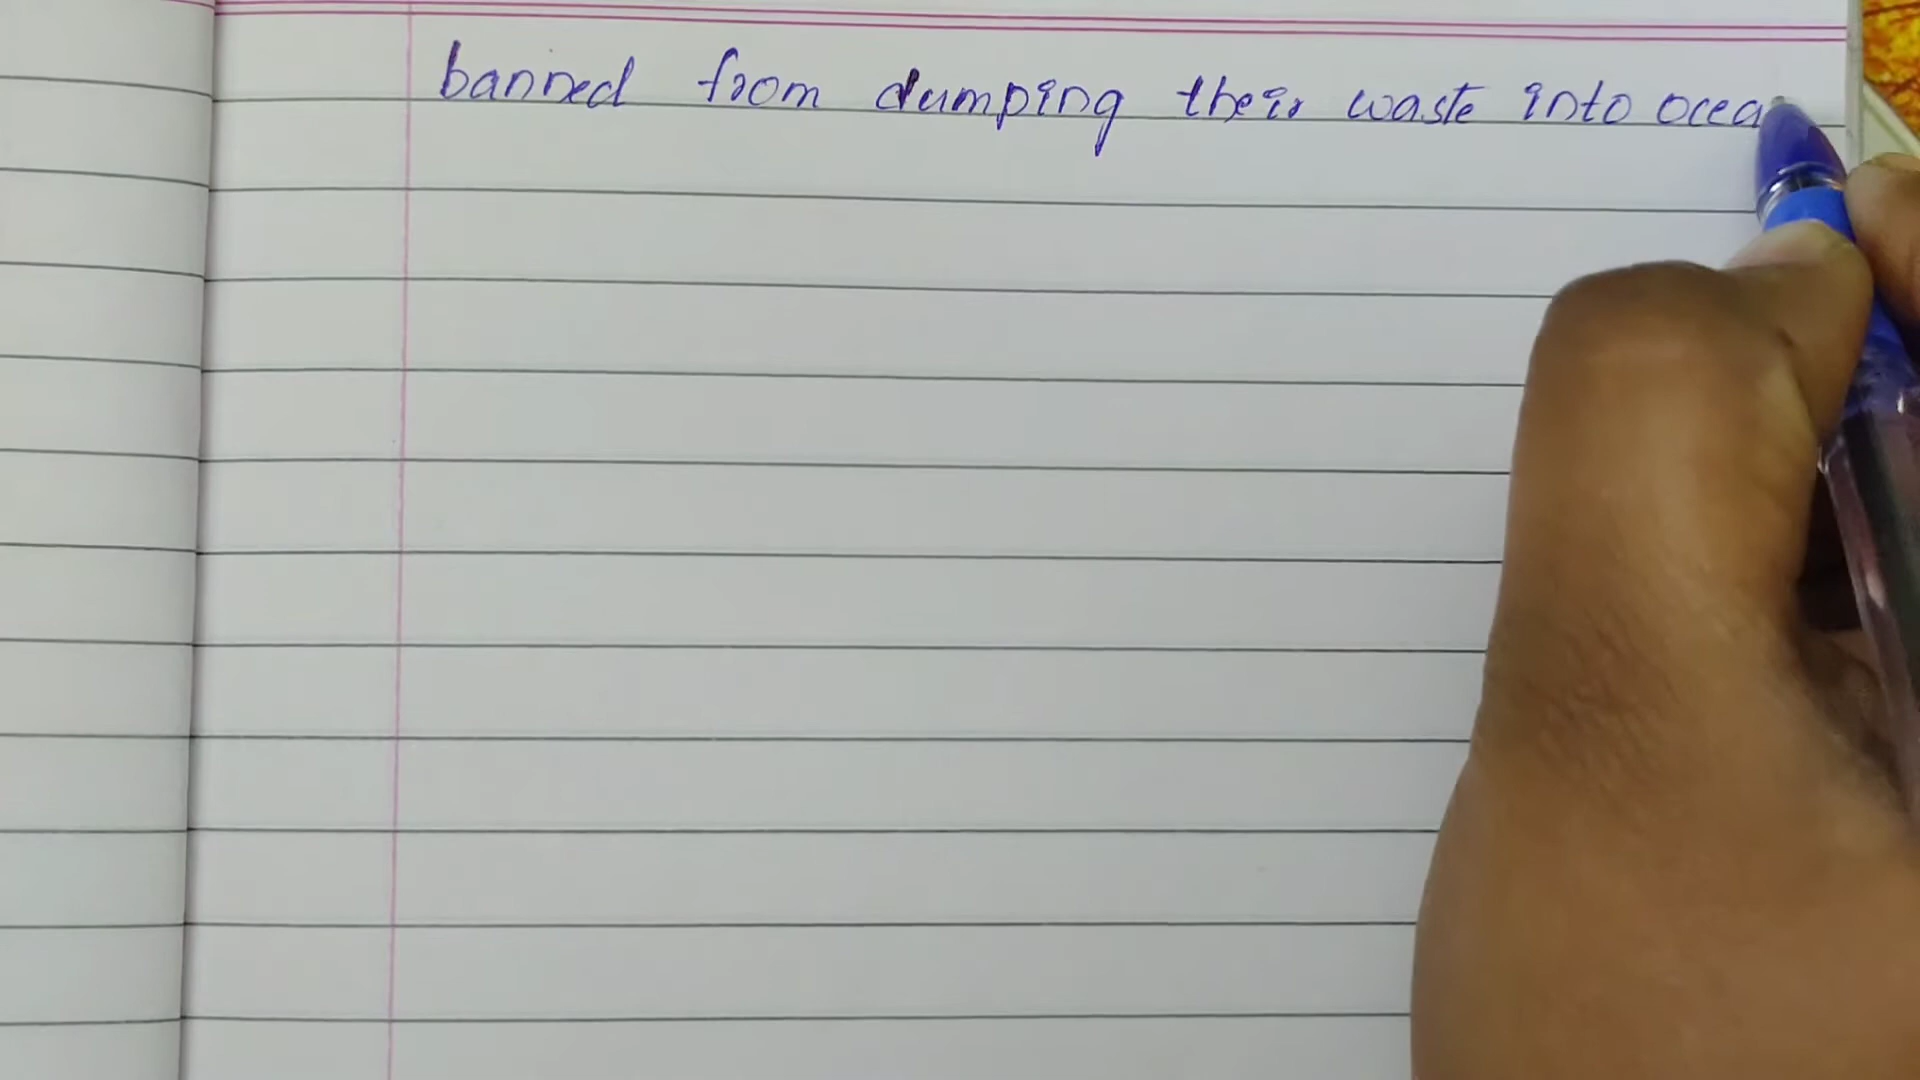 banned from dumping their waste into ocea